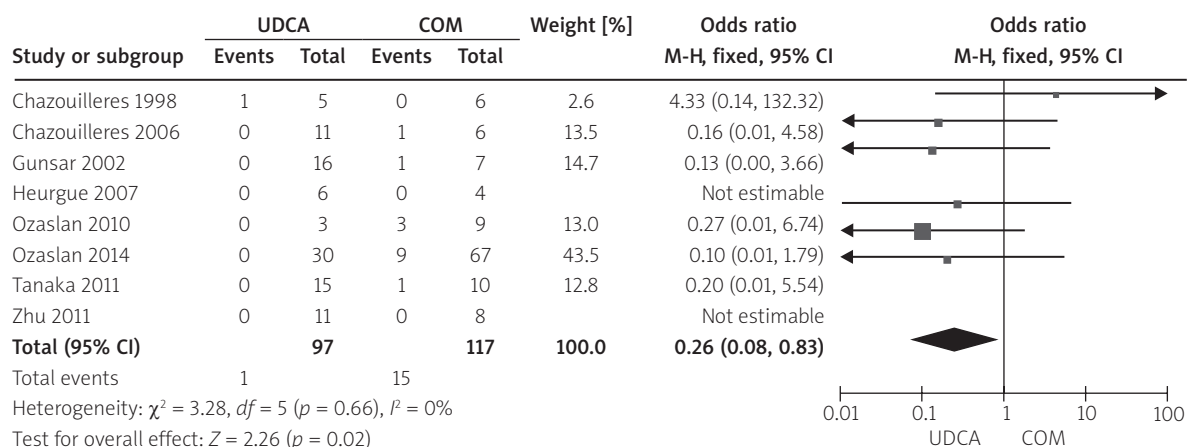 UDCA COM Weight [%] Odds ratio Odds ratio
Study or subgroup Events Total Events Total M-H, fixed, 95% CI M-H, fixed, 95% CI
Chazouilleres 1998 1 5 0 6 2.6 4.33 (0.14, 132.32)
Chazouilleres 2006 0 11 1 6 13.5 0.16 (0.01, 4.58)
Gunsar 2002 0 16 1 7 14.7 0.13 (0.00, 3.66)
Heurgue 2007 0 6 0 4 Not estimable
Ozaslan 2010 0 3 3 9 13.0 0.27 (0.01, 6.74)
Ozaslan 2014 0 30 9 67 43.5 0.10 (0.01, 1.79)
Tanaka 2011 0 15 1 10 12.8 0.20 (0.01, 5.54)
Zhu 2011 0 11 0 8 Not estimable
Total (95% CI) 97 117 100.0 0.26 (0.08, 0.83)
Total events 1 15
Heterogeneity: χ² = 3.28, df = 5 (p = 0.66), I² = 0%
0.01 0.1 1 10 100
Test for overall effect: Z = 2.26 (p = 0.02)
UDCA COM